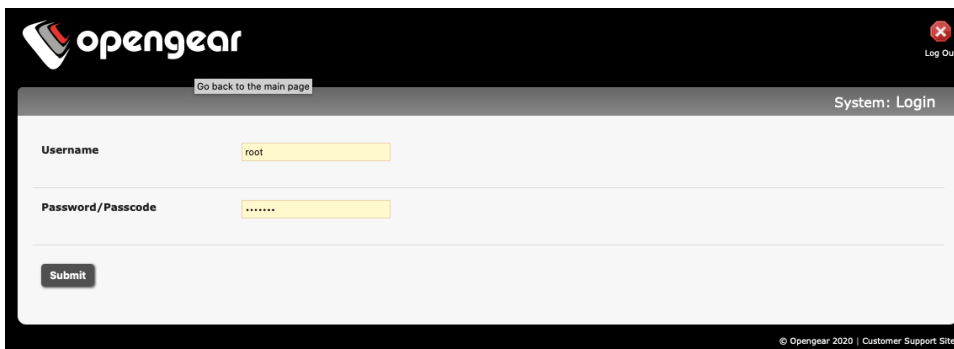 opengear
Log Ou
Go back to the main page
System: Login
Username
root
Password/Passcode
•••••••
Submit
© Opengear 2020 | Customer Support Site